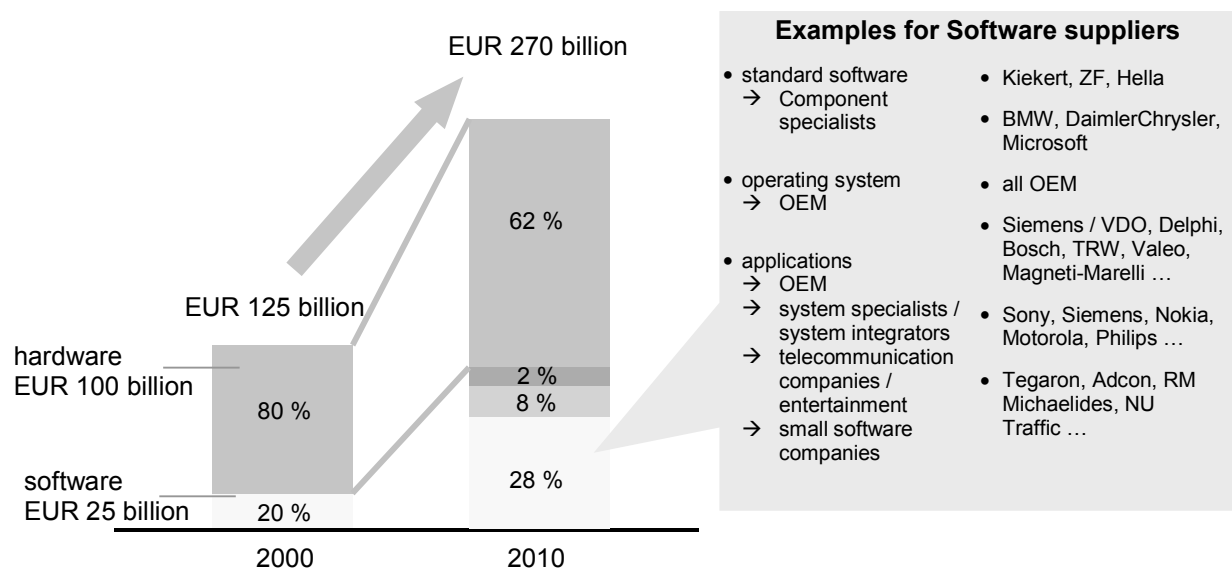 EUR 270 billion
EUR 125 billion
hardware
EUR 100 billion
software
EUR 25 billion
80 %
20 %
62 %
2 %
8 %
28 %
2000
2010
Examples for Software suppliers
• standard software
→ Component
specialists
• operating system
→ OEM
• applications
→ OEM
→ system specialists /
system integrators
→ telecommunication
companies /
entertainment
→ small software
companies
• Kiekert, ZF, Hella
• BMW, DaimlerChrysler,
Microsoft
• all OEM
• Siemens / VDO, Delphi,
Bosch, TRW, Valeo,
Magneti-Marelli …
• Sony, Siemens, Nokia,
Motorola, Philips …
• Tegaron, Adcon, RM
Michaelides, NU
Traffic …